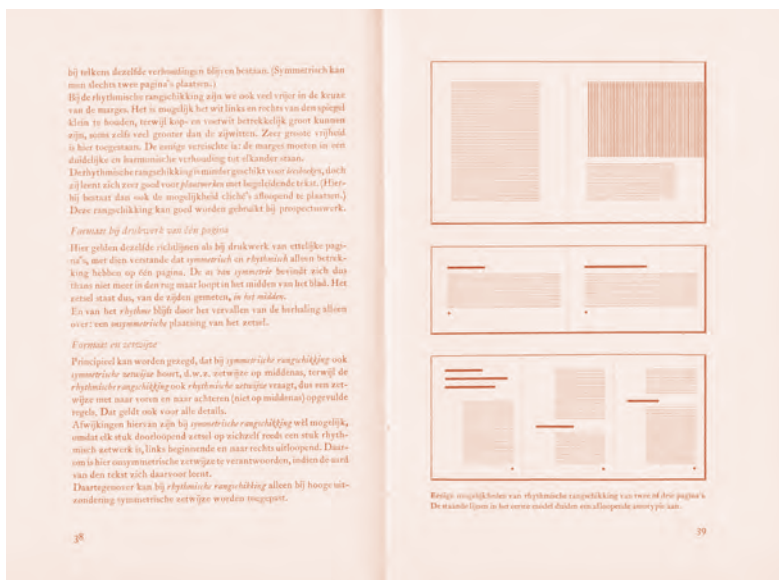 bij telkens dezelfde verhoudingen blijven bestaan. (Symmetrisch kan
men slechts twee pagina's plaatsen.)
Bij de rhythmische rangschikking zijn we ook veel vrijer in de keuze
van de marges. Het is mogelijk het wit links en rechts van den spiegel
klein te houden, terwijl kop- en voetwit betrekkelijk groot kunnen
zijn, soms zelfs veel grooter dan de zijwitten. Zeer groote vrijheid
is hier toegestaan. De eenige vereischte is: de marges moeten in een
duidelijke en harmonische verhouding tot elkander staan.
De rhythmische rangschikking is minder geschikt voor leesboeken, doch
zij leent zich zeer goed voor plaatwerken met begeleidende tekst. (Hier-
bij bestaat dan ook de mogelijkheid cliché's afloopend te plaatsen.)
Deze rangschikking kan goed worden gebruikt bij prospectuswerk.
Formaat bij drukwerk van één pagina
Hier gelden dezelfde richtlijnen als bij drukwerk van ettelijke pagi-
na's, met dien verstande dat symmetrisch en rhythmisch alleen betrek-
king hebben op één pagina. De as van symmetrie bevindt zich dus
thans niet meer in den rug maar loopt in het midden van het blad. Het
zetsel staat dus, van de zijden gemeten, in het midden.
En van het rhythme blijft door het vervallen van de herhaling alleen
over: een onsymmetrische plaatsing van het zetsel.
Formaat en zetwijze
Principieel kan worden gezegd, dat bij symmetrische rangschikking ook
symmetrische zetwijze hoort, d.w.z. zetwijze op middenas, terwijl de
rhythmische rangschikking ook rhythmische zetwijze vraagt, dus een zet-
wijze met naar voren en naar achteren (niet op middenas) opgevulde
regels. Dat geldt ook voor alle details.
Afwijkingen hiervan zijn bij symmetrische rangschikking wèl mogelijk,
omdat elk stuk doorloopend zetsel op zichzelf reeds een stuk rhyth-
misch zetwerk is, links beginnende en naar rechts uitloopend. Daar-
om is hier onsymmetrische zetwijze te verantwoorden, indien de aard
van den tekst zich daarvoor leent.
Daartegenover kan bij rhythmische rangschikking alleen bij hooge uit-
zondering symmetrische zetwijze worden toegepast.
38
Eenige mogelijkheden van rhythmische rangschikking van twee of drie pagina's.
De staande lijnen in het eerste model duiden een afloopende autotypie aan.
39